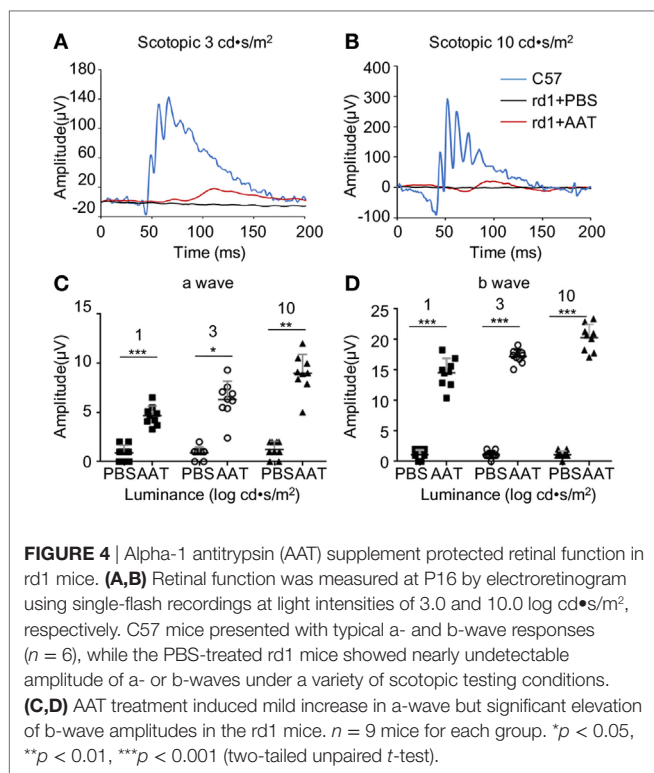 A
Scotopic 3 cd•s/m²
Amplitude(µV)
180
140
100
60
20
-20
0 50 100 150 200
Time (ms)
B
Scotopic 10 cd•s/m²
C57
rd1+PBS
rd1+AAT
Amplitude(µV)
400
300
200
100
0
-100
0 50 100 150 200
Time (ms)
C
a wave
Amplitude(µV)
15
10
5
0
1
***
3
*
10
**
PBS AAT PBS AAT PBS AAT
Luminance (log cd•s/m²)
D
b wave
Amplitude(µV)
25
20
15
10
5
0
1
***
3
***
10
***
PBS AAT PBS AAT PBS AAT
Luminance (log cd•s/m²)
FIGURE 4 | Alpha-1 antitrypsin (AAT) supplement protected retinal function in
rd1 mice. (A,B) Retinal function was measured at P16 by electroretinogram
using single-flash recordings at light intensities of 3.0 and 10.0 log cd•s/m²,
respectively. C57 mice presented with typical a- and b-wave responses
(n = 6), while the PBS-treated rd1 mice showed nearly undetectable
amplitude of a- or b-waves under a variety of scotopic testing conditions.
(C,D) AAT treatment induced mild increase in a-wave but significant elevation
of b-wave amplitudes in the rd1 mice. n = 9 mice for each group. *p < 0.05,
**p < 0.01, ***p < 0.001 (two-tailed unpaired t-test).